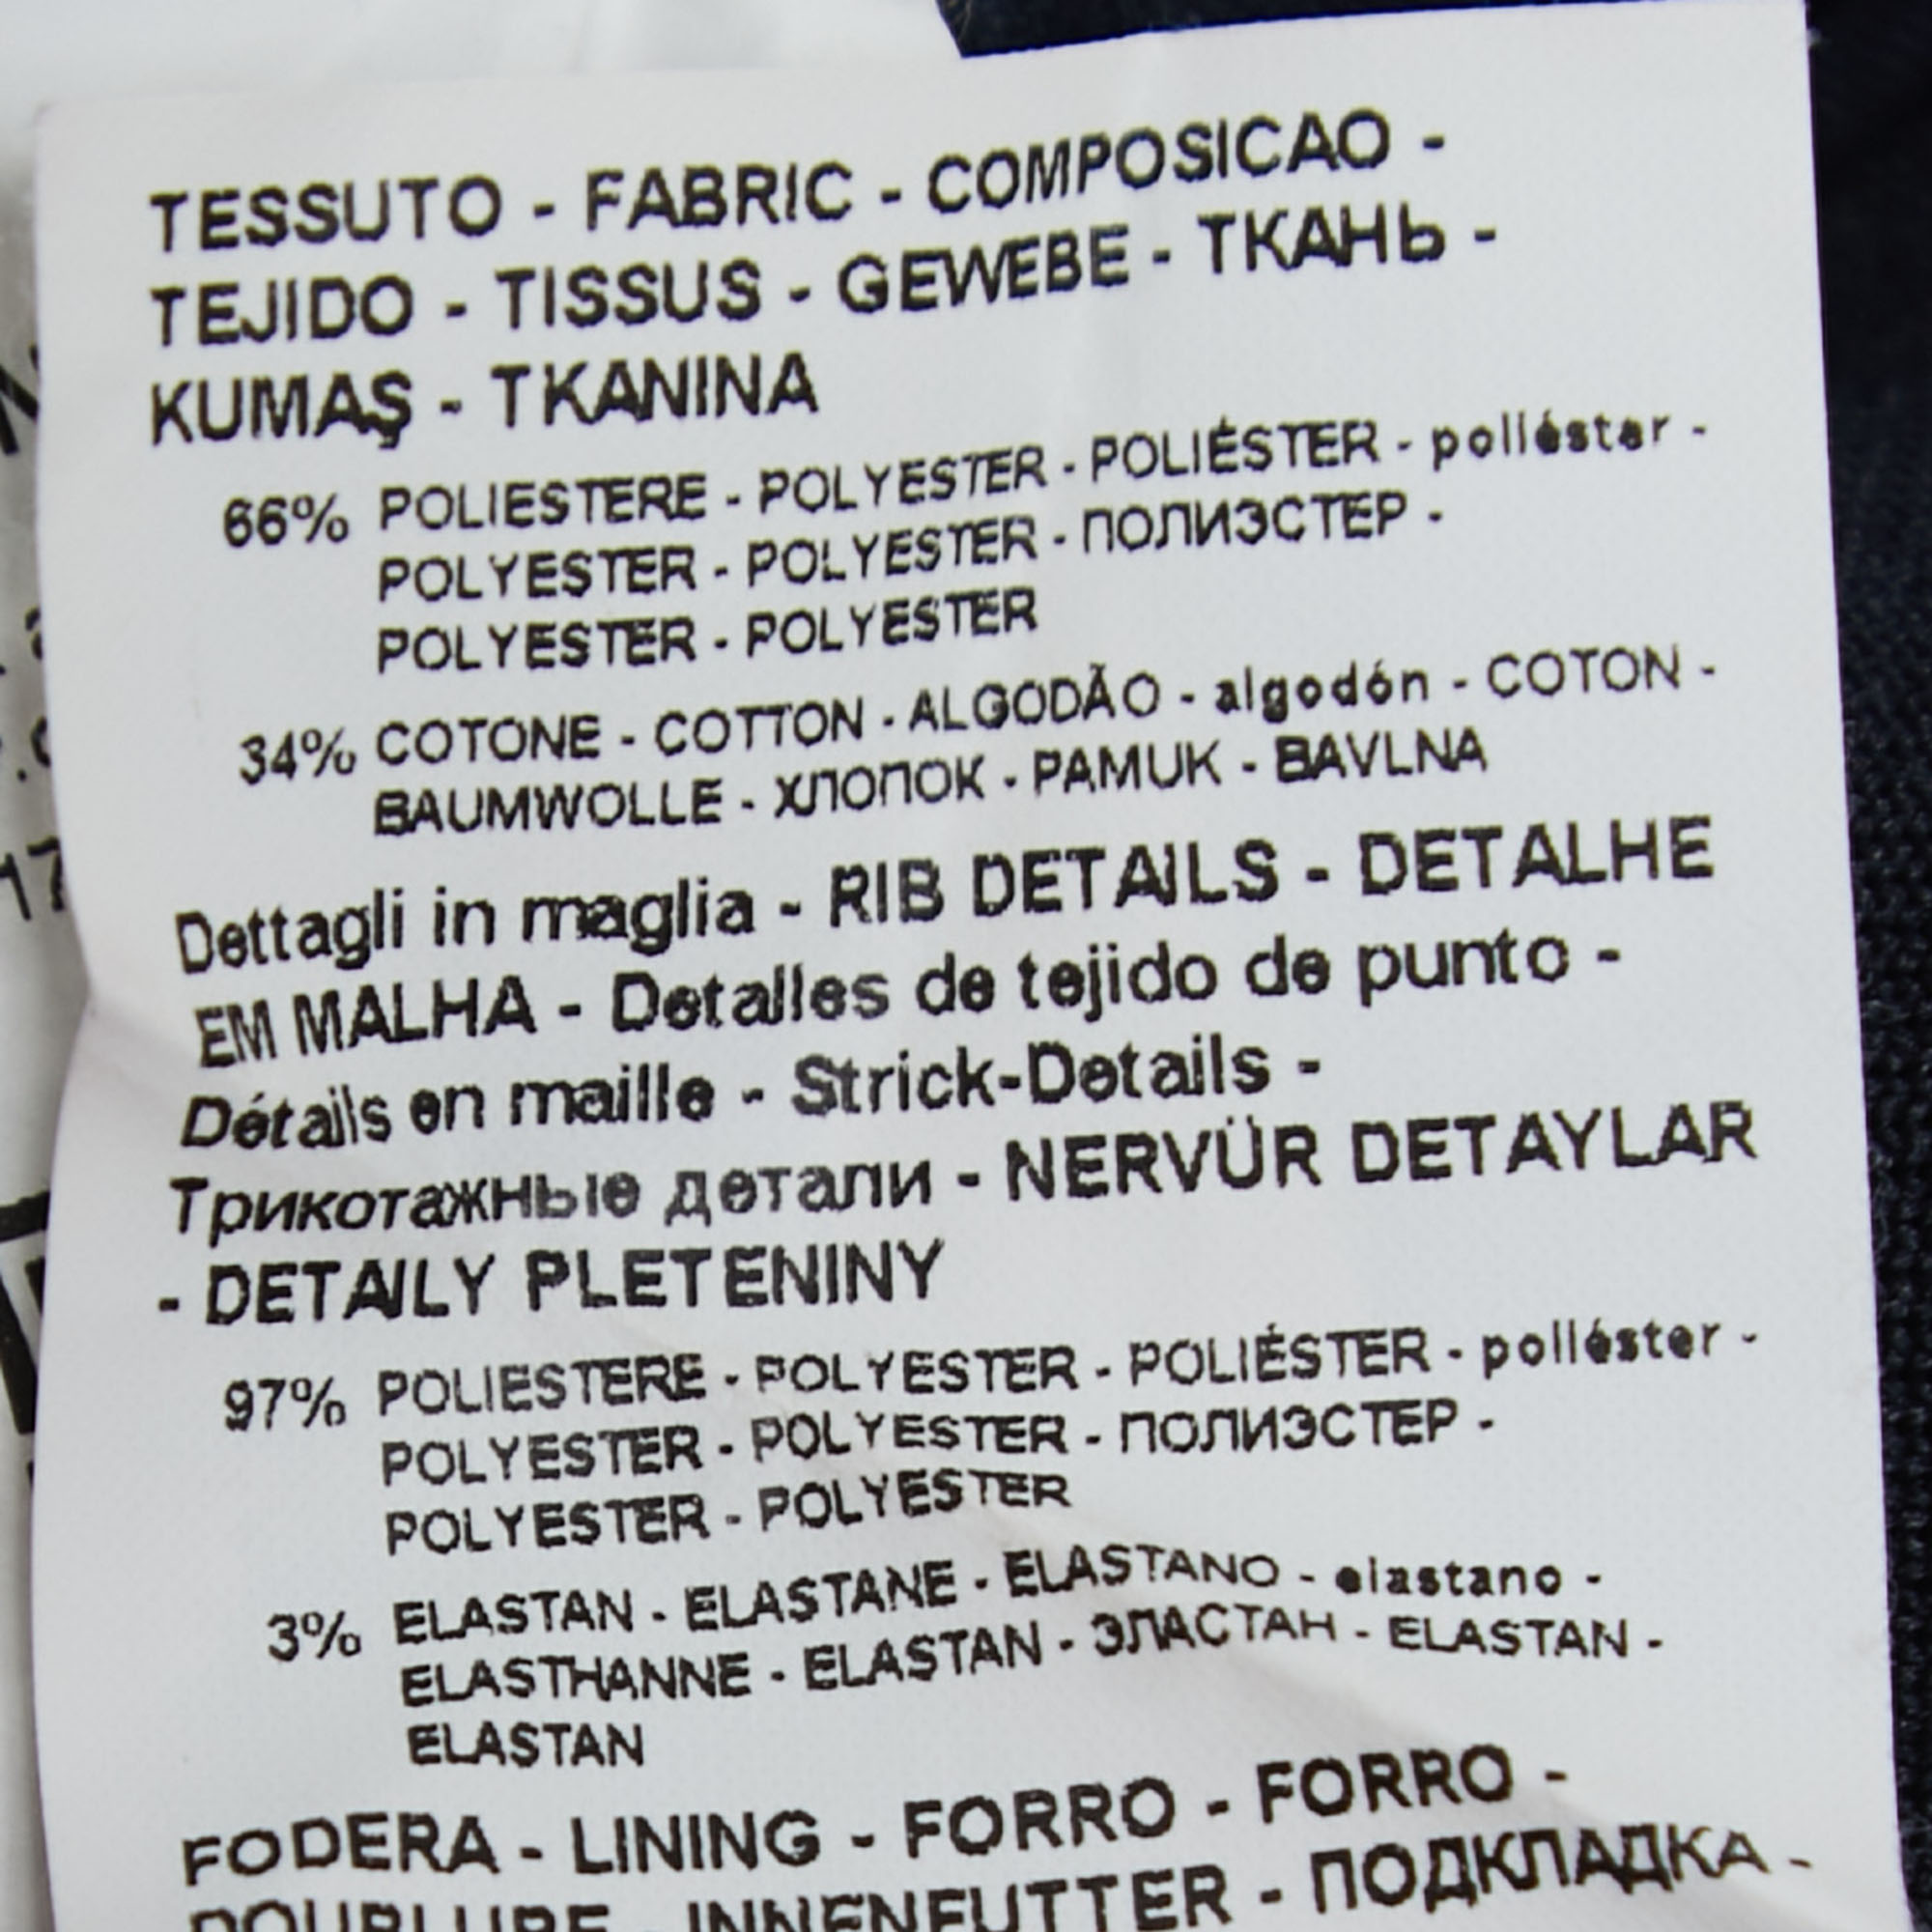 TESSUTO - FABRIC - COMPOSICAO -
TEJIDO - TISSUS - GEWEBE - ТКАНЬ -
KUMAŞ - TKANINA
66% POLIESTERE - POLYESTER - POLIÉSTER - poliéster -
POLYESTER - POLYESTER - ПОЛИЭСТЕР -
POLYESTER - POLYESTER
34% COTONE - COTTON - ALGODÃO - algodón - COTON -
BAUMWOLLE - ХЛОПОК - PAMUK - BAVLNA
Dettagli in maglia - RIB DETAILS - DETALHE
EM MALHA - Detalles de tejido de punto -
Détails en maille - Strick-Details -
Трикотажные детали - NERVÜR DETAYLAR
- DETAILY PLETENINY
97% POLIESTERE - POLYESTER - POLIÉSTER - poliéster -
POLYESTER - POLYESTER - ПОЛИЭСТЕР -
POLYESTER - POLYESTER
3% ELASTAN - ELASTANE - ELASTANO - elastano -
ELASTHANNE - ELASTAN - ЭЛАСТАН - ELASTAN -
ELASTAN
FODERA - LINING - FORRO - FORRO -
DOUBLURE - INNENFUTTER - ПОДКЛАДКА -